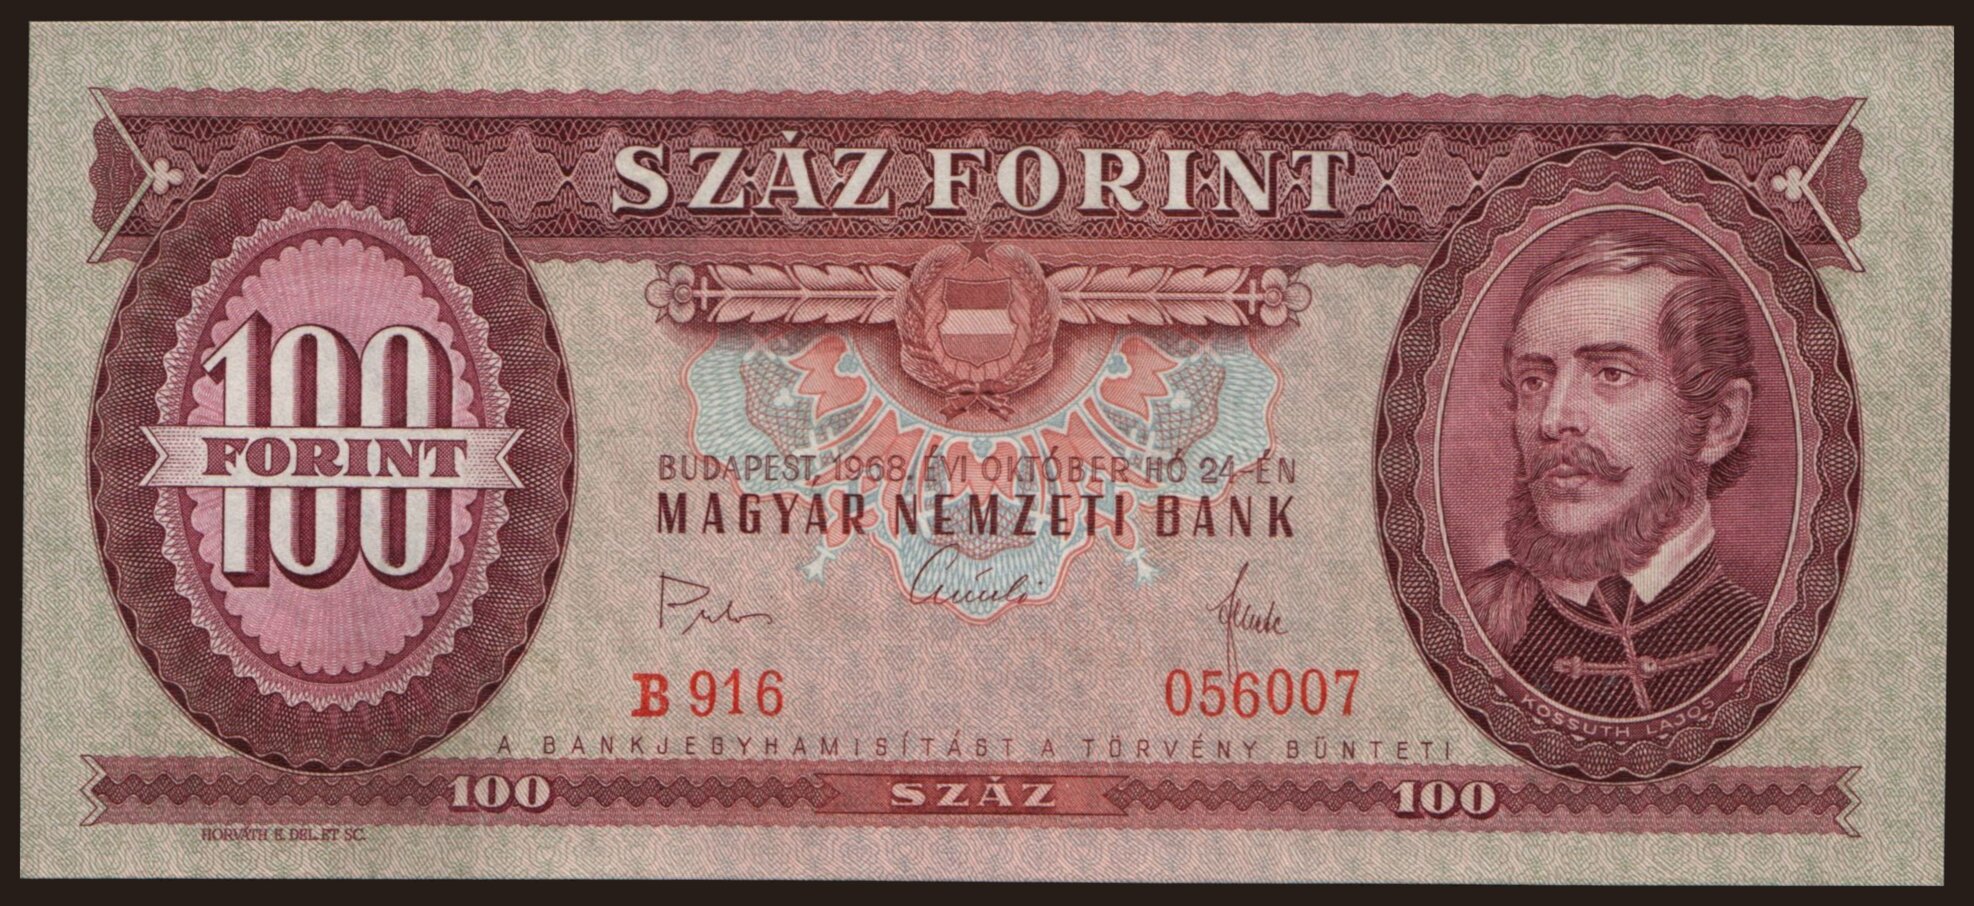 SZÁZ FORINT
100
FORINT
BUDAPEST, 1968. ÉVI OKTÓBER HÓ 24-ÉN
MAGYAR NEMZETI BANK
B 916 056007
KOSSUTH LAJOS
A BANKJEGYHAMISÍTÁST A TÖRVÉNY BÜNTETI
100 SZÁZ 100
HORVÁTH E. DEL. ET SC.